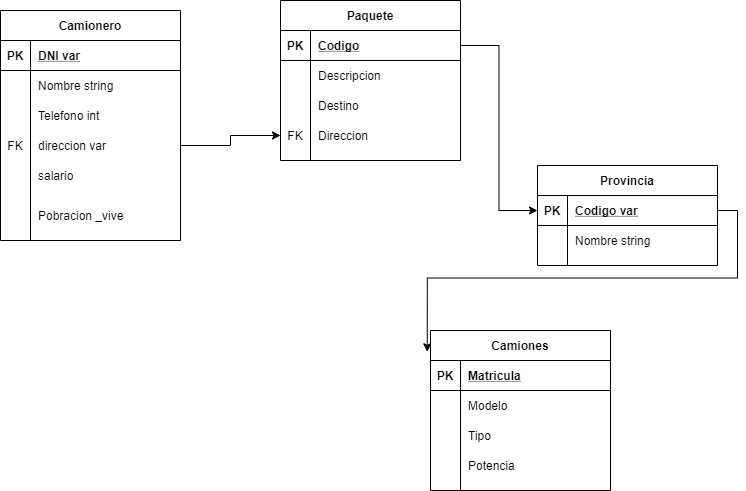 Camionero
PK DNI var
Nombre string
Telefono int
FK direccion var
salario
Pobracion _vive
Paquete
PK Codigo
Descripcion
Destino
FK Direccion
Provincia
PK Codigo var
Nombre string
Camiones
PK Matricula
Modelo
Tipo
Potencia